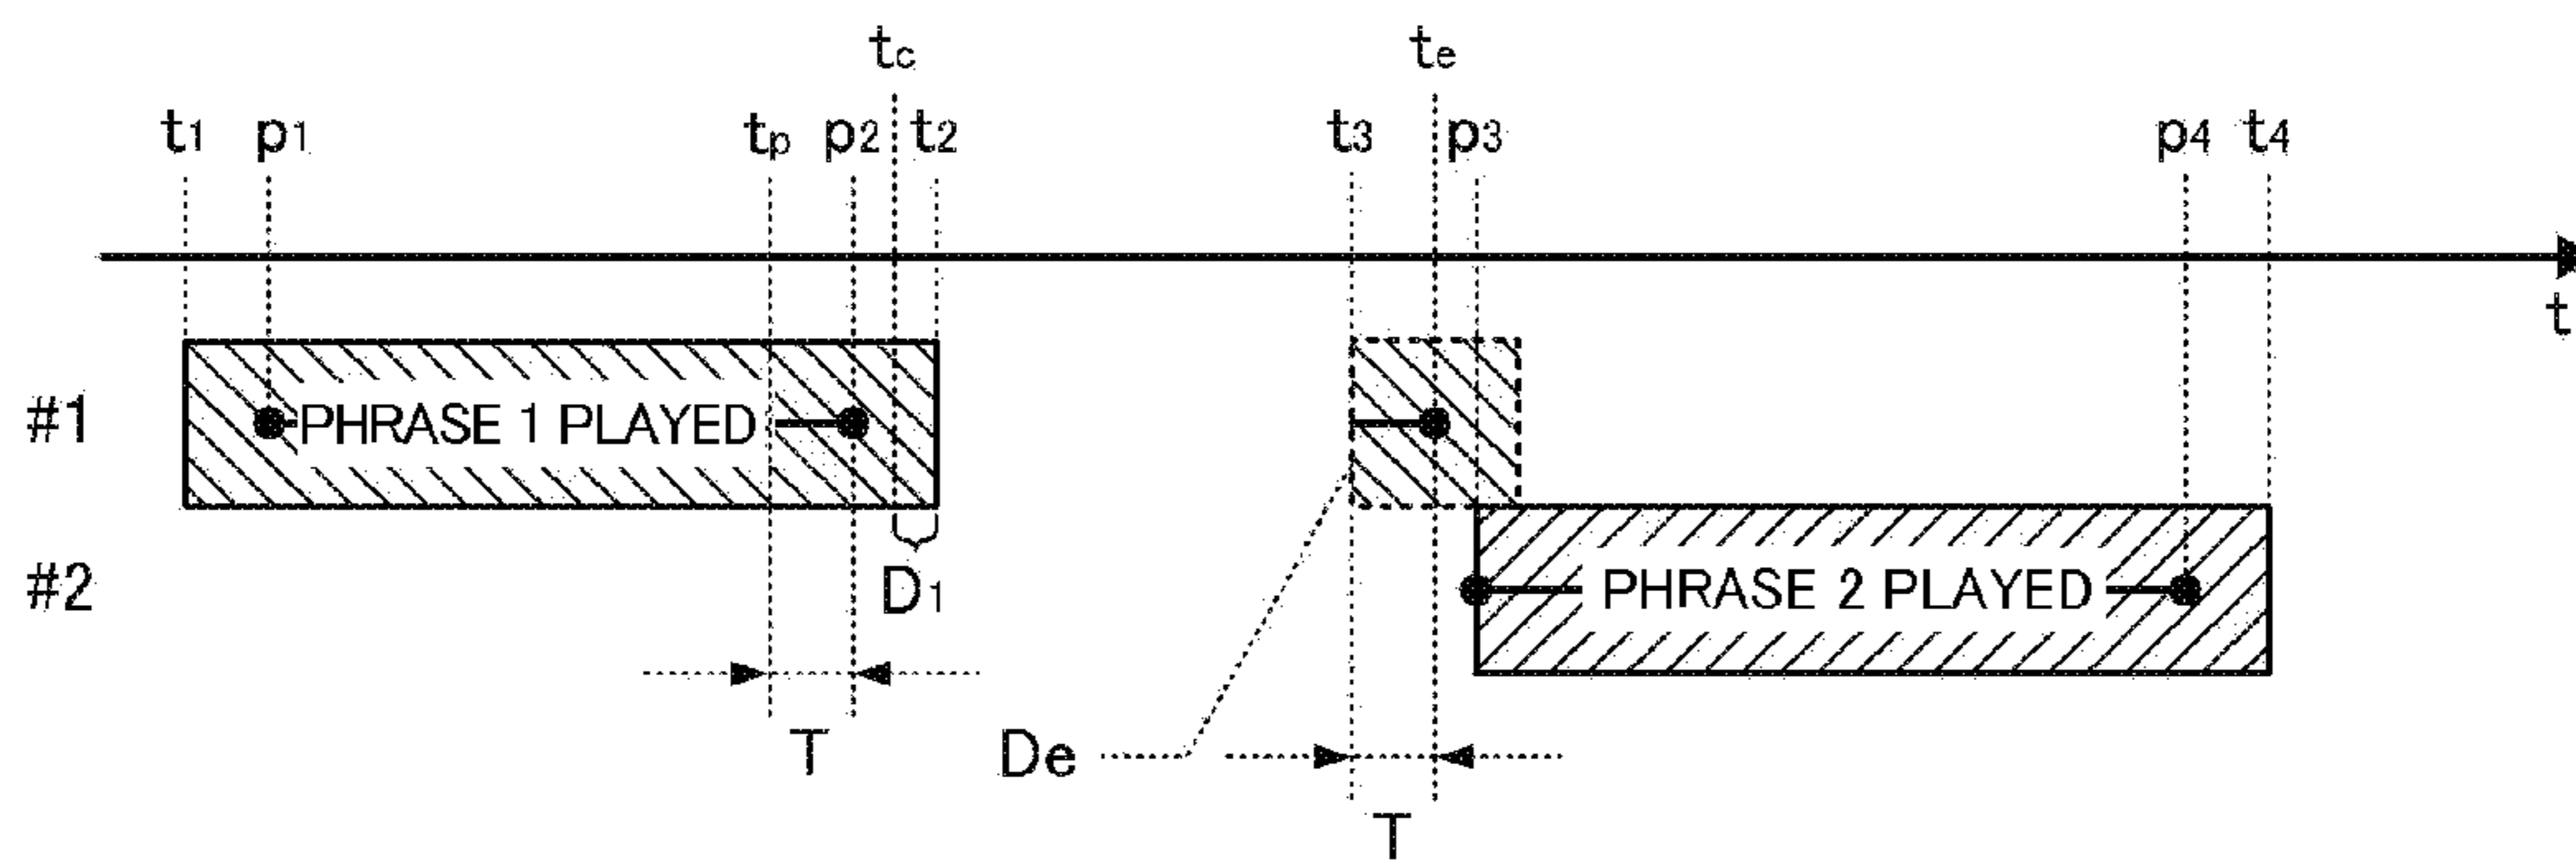 tc te
t1 p1 tp p2 t2 t3 p3 p4 t4
t
#1 PHRASE 1 PLAYED
#2 D1 PHRASE 2 PLAYED
T De
T